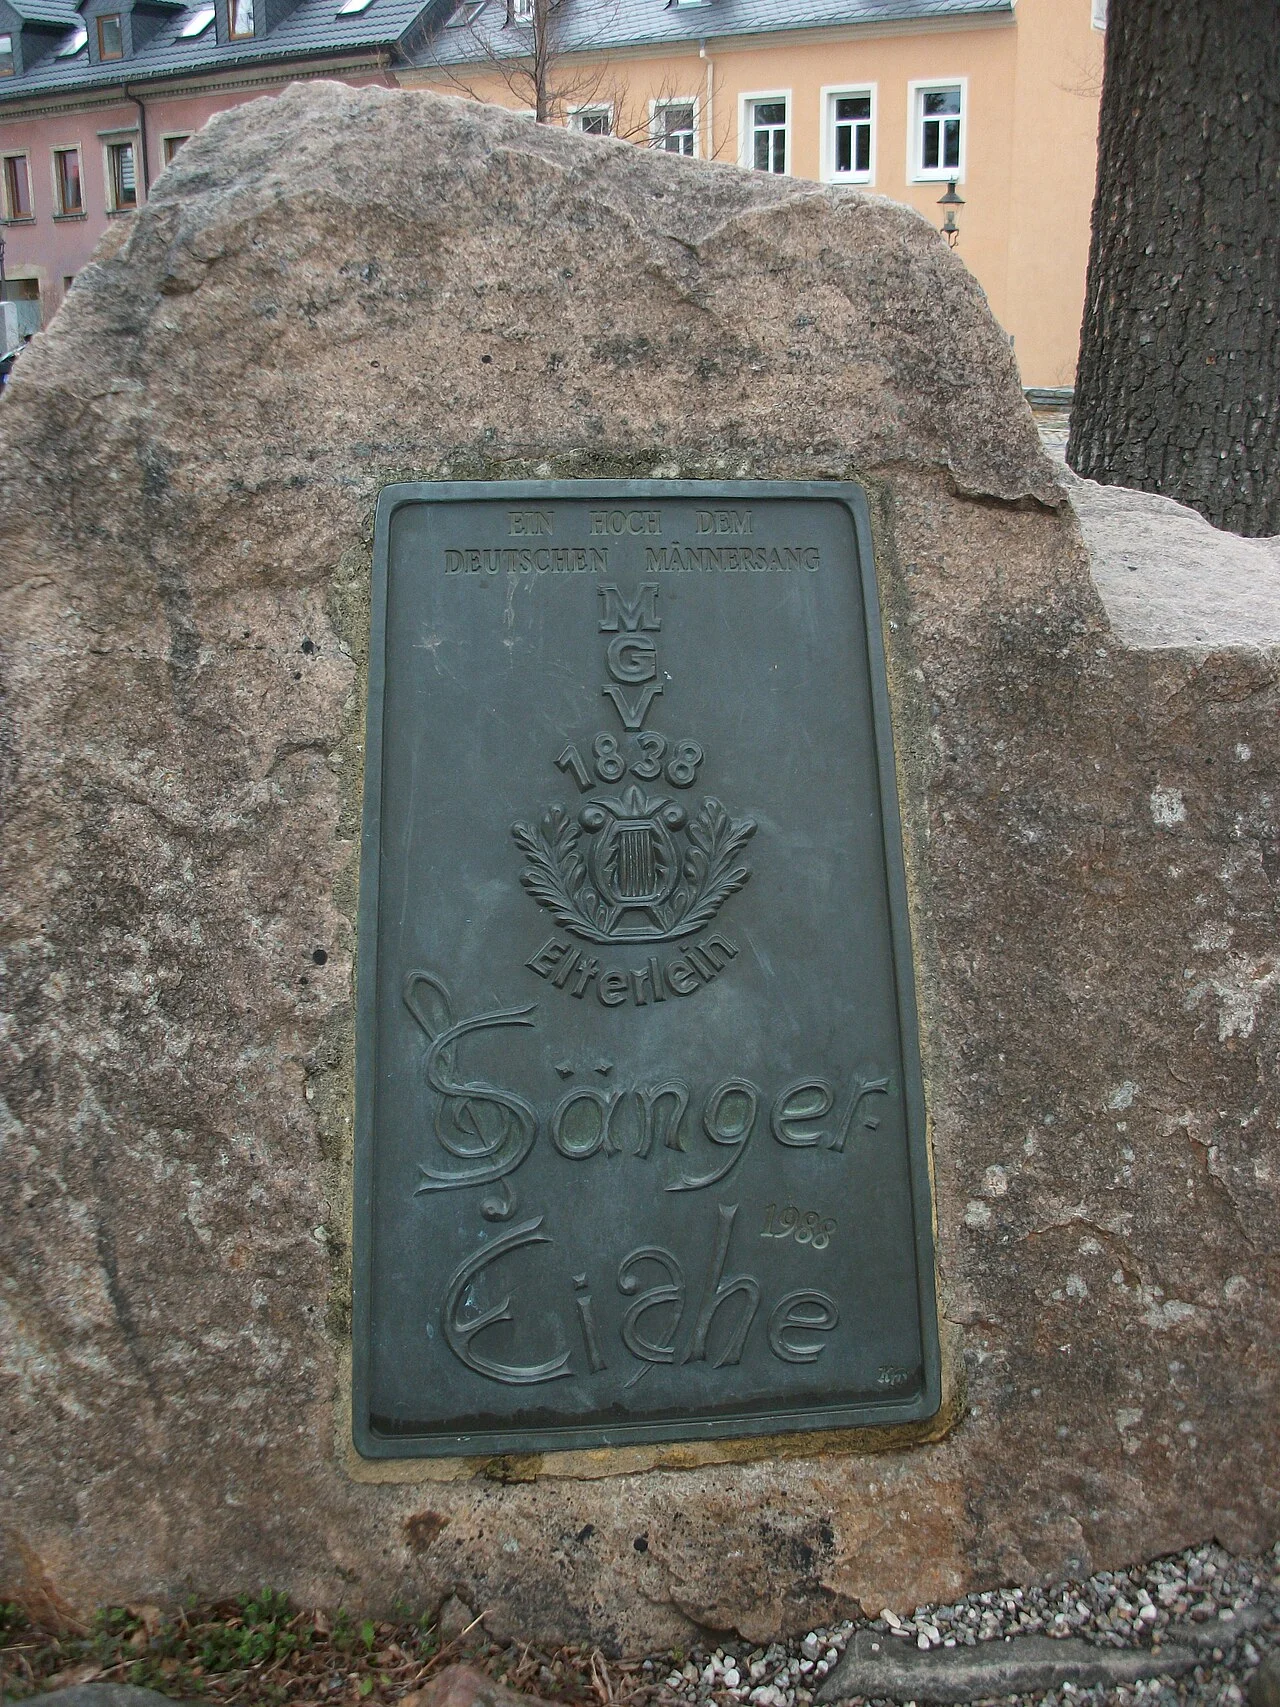 EIN HOCH DEM
DEUTSCHEN MÄNNERSANG
M
G
V
1838
Elterlein
Sänger
1988
Eiche